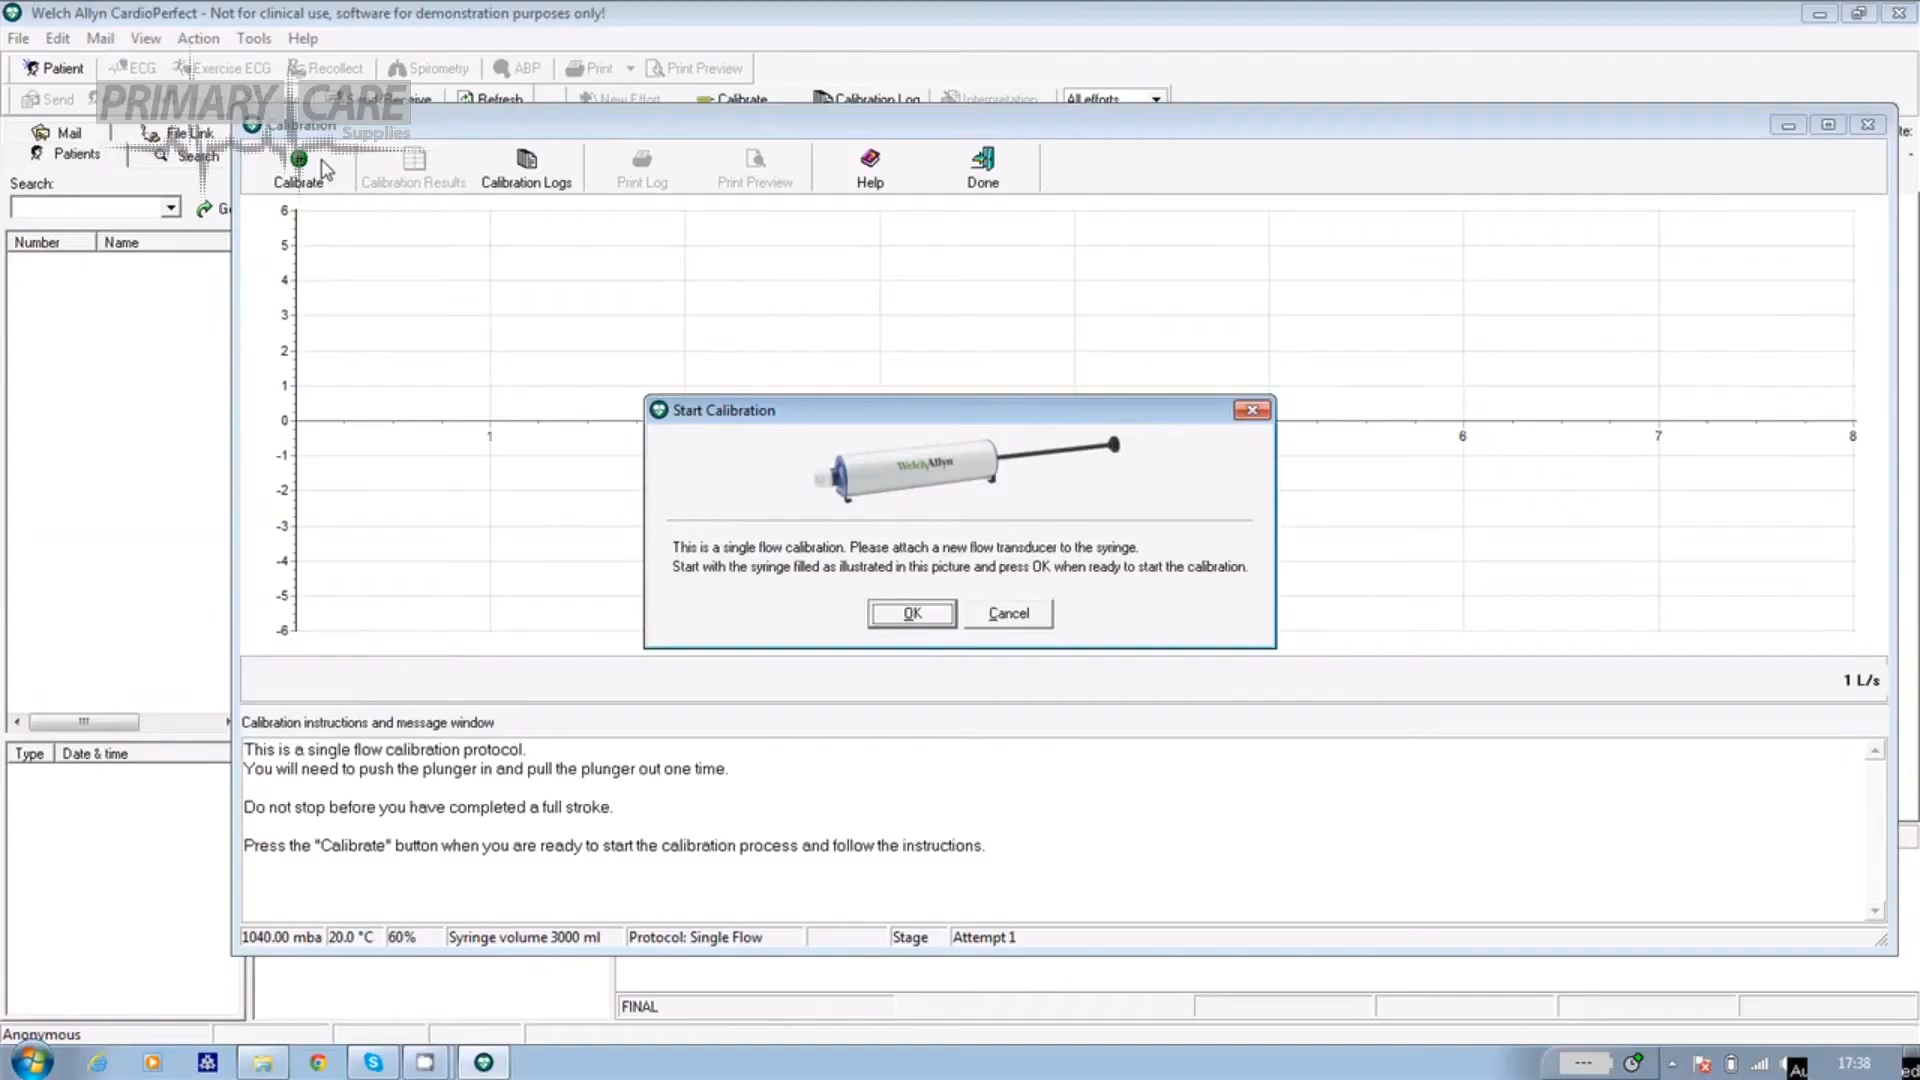 Welch Allyn CardioPerfect - Not for clinical use, software for demonstration purposes only!
File Edit Mail View Action Tools Help
Patient ECG Exercise ECG Recollect Spirometry ABP Print Print Preview
Send Send/Receive Refresh New Effort Calibrate Calibration Log Interpretation All efforts
PRIMARY CARE
Supplies
Mail File Link
Patients Search
Search:
Number Name
Type Date & time
Calibration
Calibrate Calibration Results Calibration Logs Print Log Print Preview Help Done
6
5
4
3
2
1
0
-1
-2
-3
-4
-5
-6
1 6 7 8
Start Calibration
WelchAllyn
This is a single flow calibration. Please attach a new flow transducer to the syringe.
Start with the syringe filled as illustrated in this picture and press OK when ready to start the calibration.
OK Cancel
1 L/s
Calibration instructions and message window
This is a single flow calibration protocol.
You will need to push the plunger in and pull the plunger out one time.
Do not stop before you have completed a full stroke.
Press the "Calibrate" button when you are ready to start the calibration process and follow the instructions.
1040.00 mba 20.0 °C 60% Syringe volume 3000 ml Protocol: Single Flow Stage Attempt 1
FINAL
Anonymous
17:38